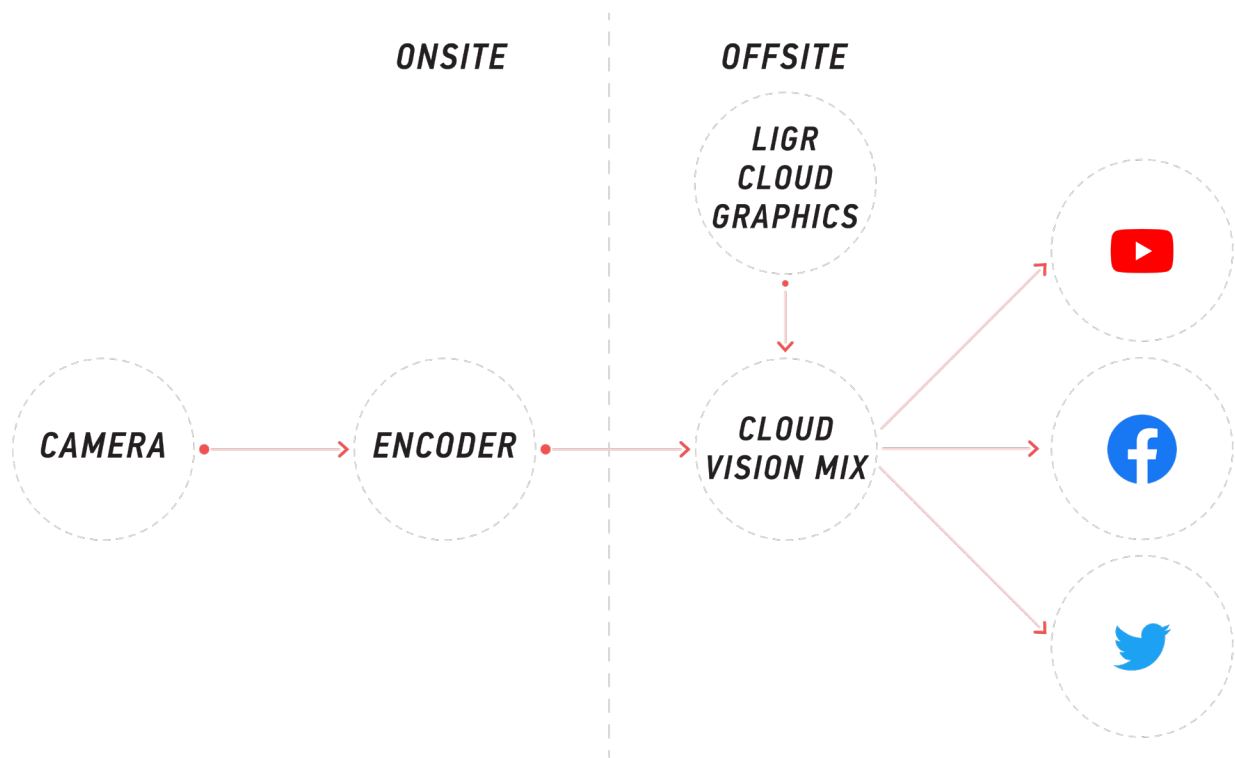 ONSITE
OFFSITE
LIGR
CLOUD
GRAPHICS
CAMERA
ENCODER
CLOUD
VISION MIX